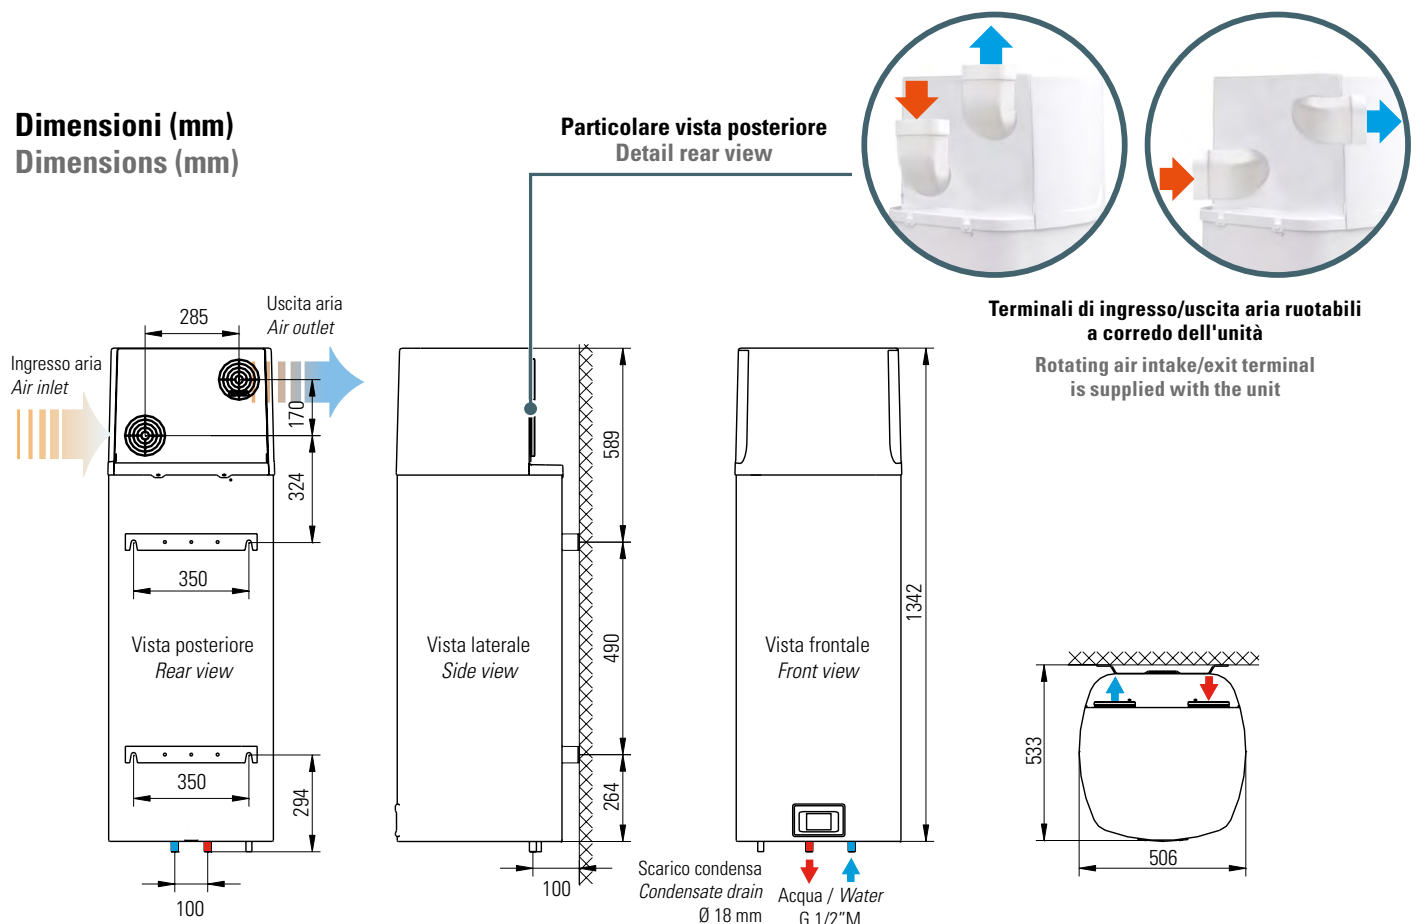 Dimensioni (mm)
Dimensions (mm)
Particolare vista posteriore
Detail rear view
Terminali di ingresso/uscita aria ruotabili
a corredo dell'unità
Rotating air intake/exit terminal
is supplied with the unit
Uscita aria
Air outlet
Ingresso aria
Air inlet
285
170
324
350
Vista posteriore
Rear view
350
294
100
Vista laterale
Side view
589
490
264
100
Vista frontale
Front view
1342
Scarico condensa
Condensate drain
Ø 18 mm
Acqua / Water
G 1/2”M
533
506